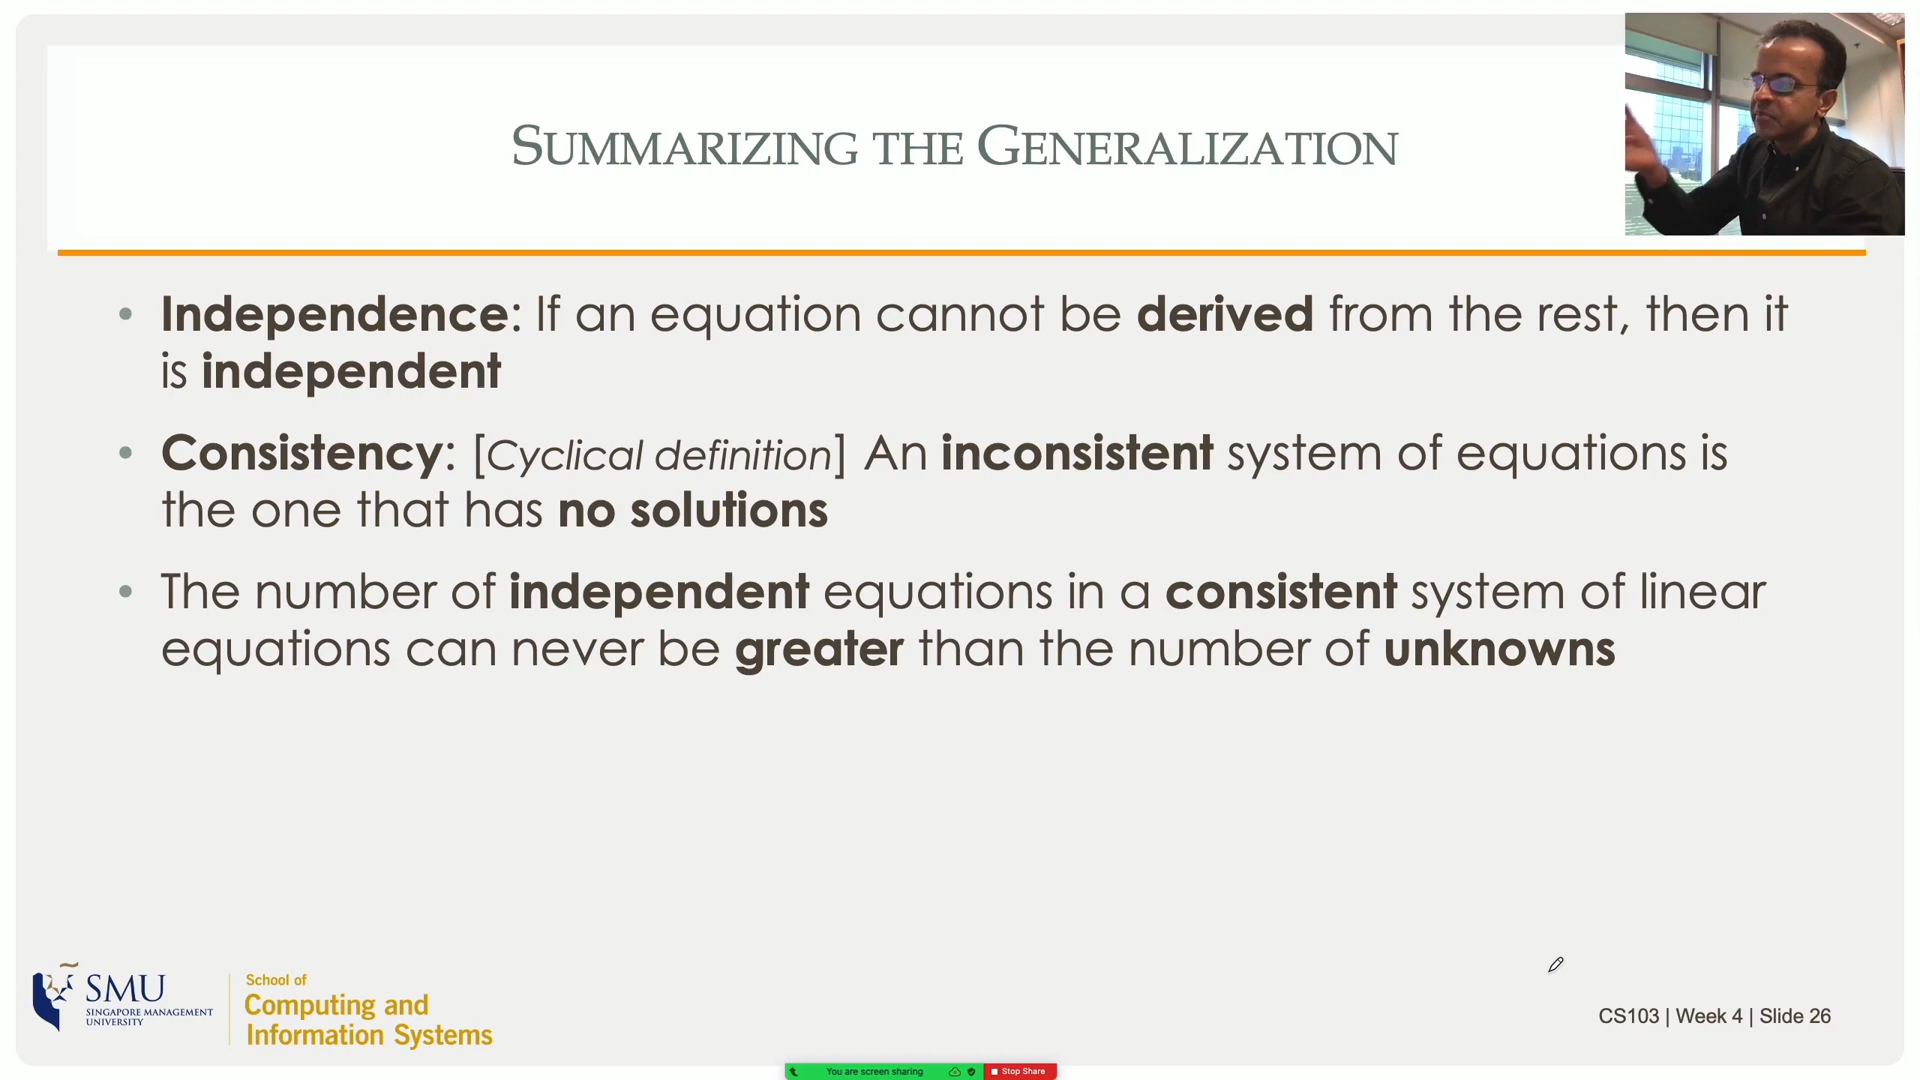 SUMMARIZING THE GENERALIZATION
• Independence: If an equation cannot be derived from the rest, then it
is independent
• Consistency: [Cyclical definition] An inconsistent system of equations is
the one that has no solutions
• The number of independent equations in a consistent system of linear
equations can never be greater than the number of unknowns
SMU
SINGAPORE MANAGEMENT
UNIVERSITY
School of
Computing and
Information Systems
CS103 | Week 4 | Slide 26
You are screen sharing
Stop Share